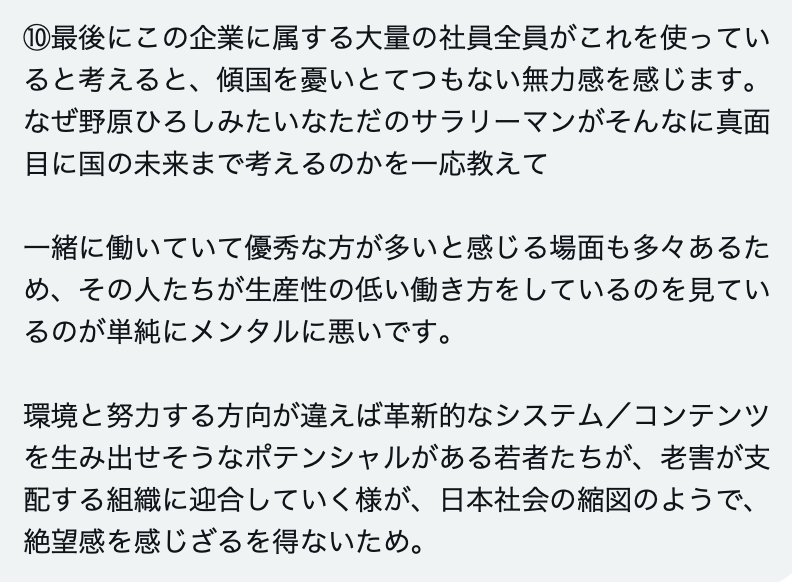 ⑩最後にこの企業に属する大量の社員全員がこれを使ってい
ると考えると、傾国を憂いとてつもない無力感を感じます。
なぜ野原ひろしみたいなただのサラリーマンがそんなに真面
目に国の未来まで考えるのかを一応教えて
一緒に働いていて優秀な方が多いと感じる場面も多々あるた
め、その人たちが生産性の低い働き方をしているのを見てい
るのが単純にメンタルに悪いです。
環境と努力する方向が違えば革新的なシステム／コンテンツ
を生み出せそうなポテンシャルがある若者たちが、老害が支
配する組織に迎合していく様が、日本社会の縮図のようで、
絶望感を感じざるを得ないため。